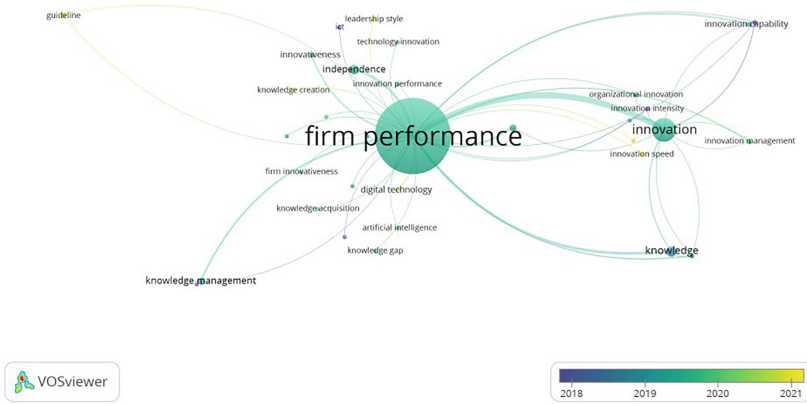 guideline
leadership style
ict
innovation capability
technology innovation
innovativeness
independence
innovation performance
knowledge creation
organizational innovation
innovation intensity
firm performance
innovation
innovation management
innovation speed
firm innovativeness
digital technology
knowledge acquisition
artificial intelligence
knowledge gap
knowledge
knowledge management
VOSviewer
2018 2019 2020 2021